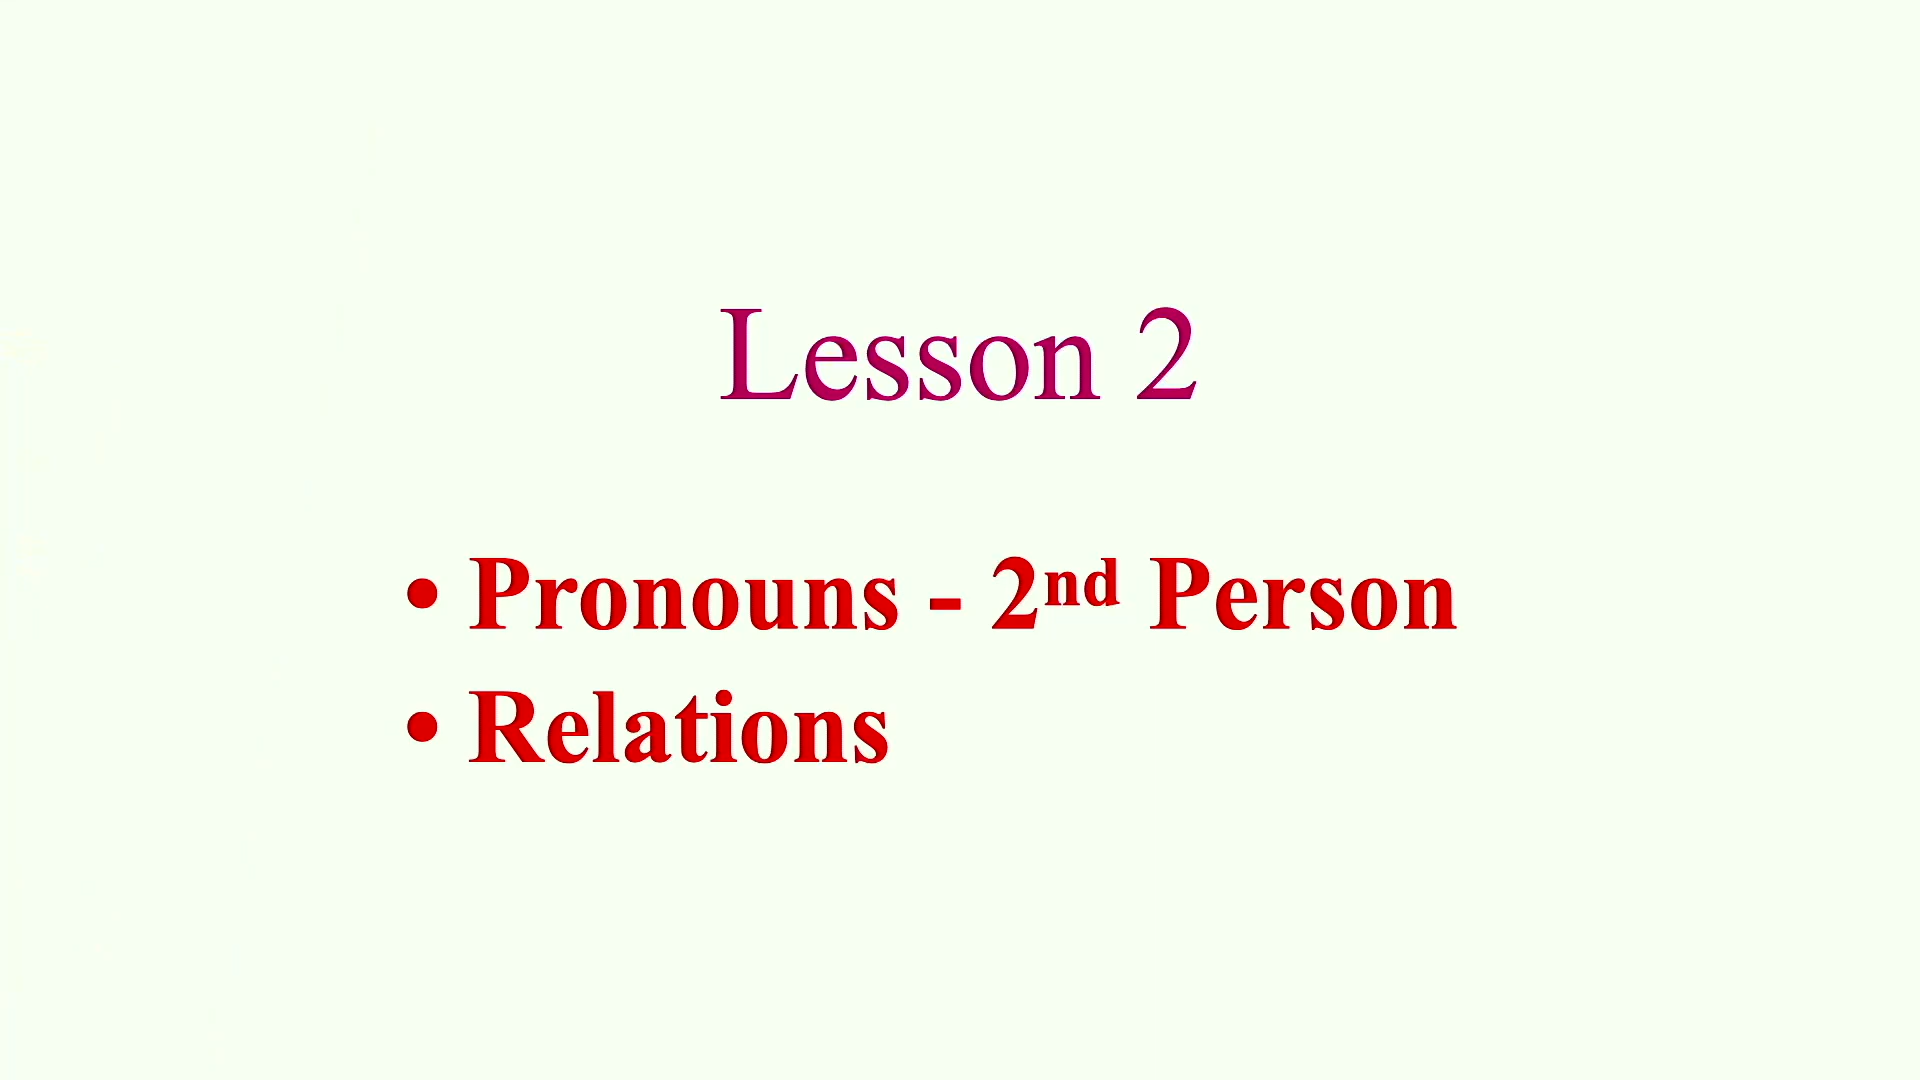 Lesson 2
• Pronouns - 2nd Person
• Relations